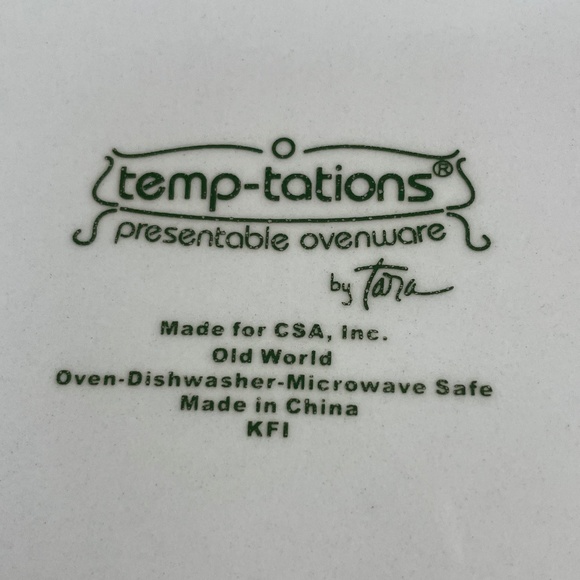 temp-tations®
presentable ovenware
by Tara
Made for CSA, Inc.
Old World
Oven-Dishwasher-Microwave Safe
Made in China
KFI